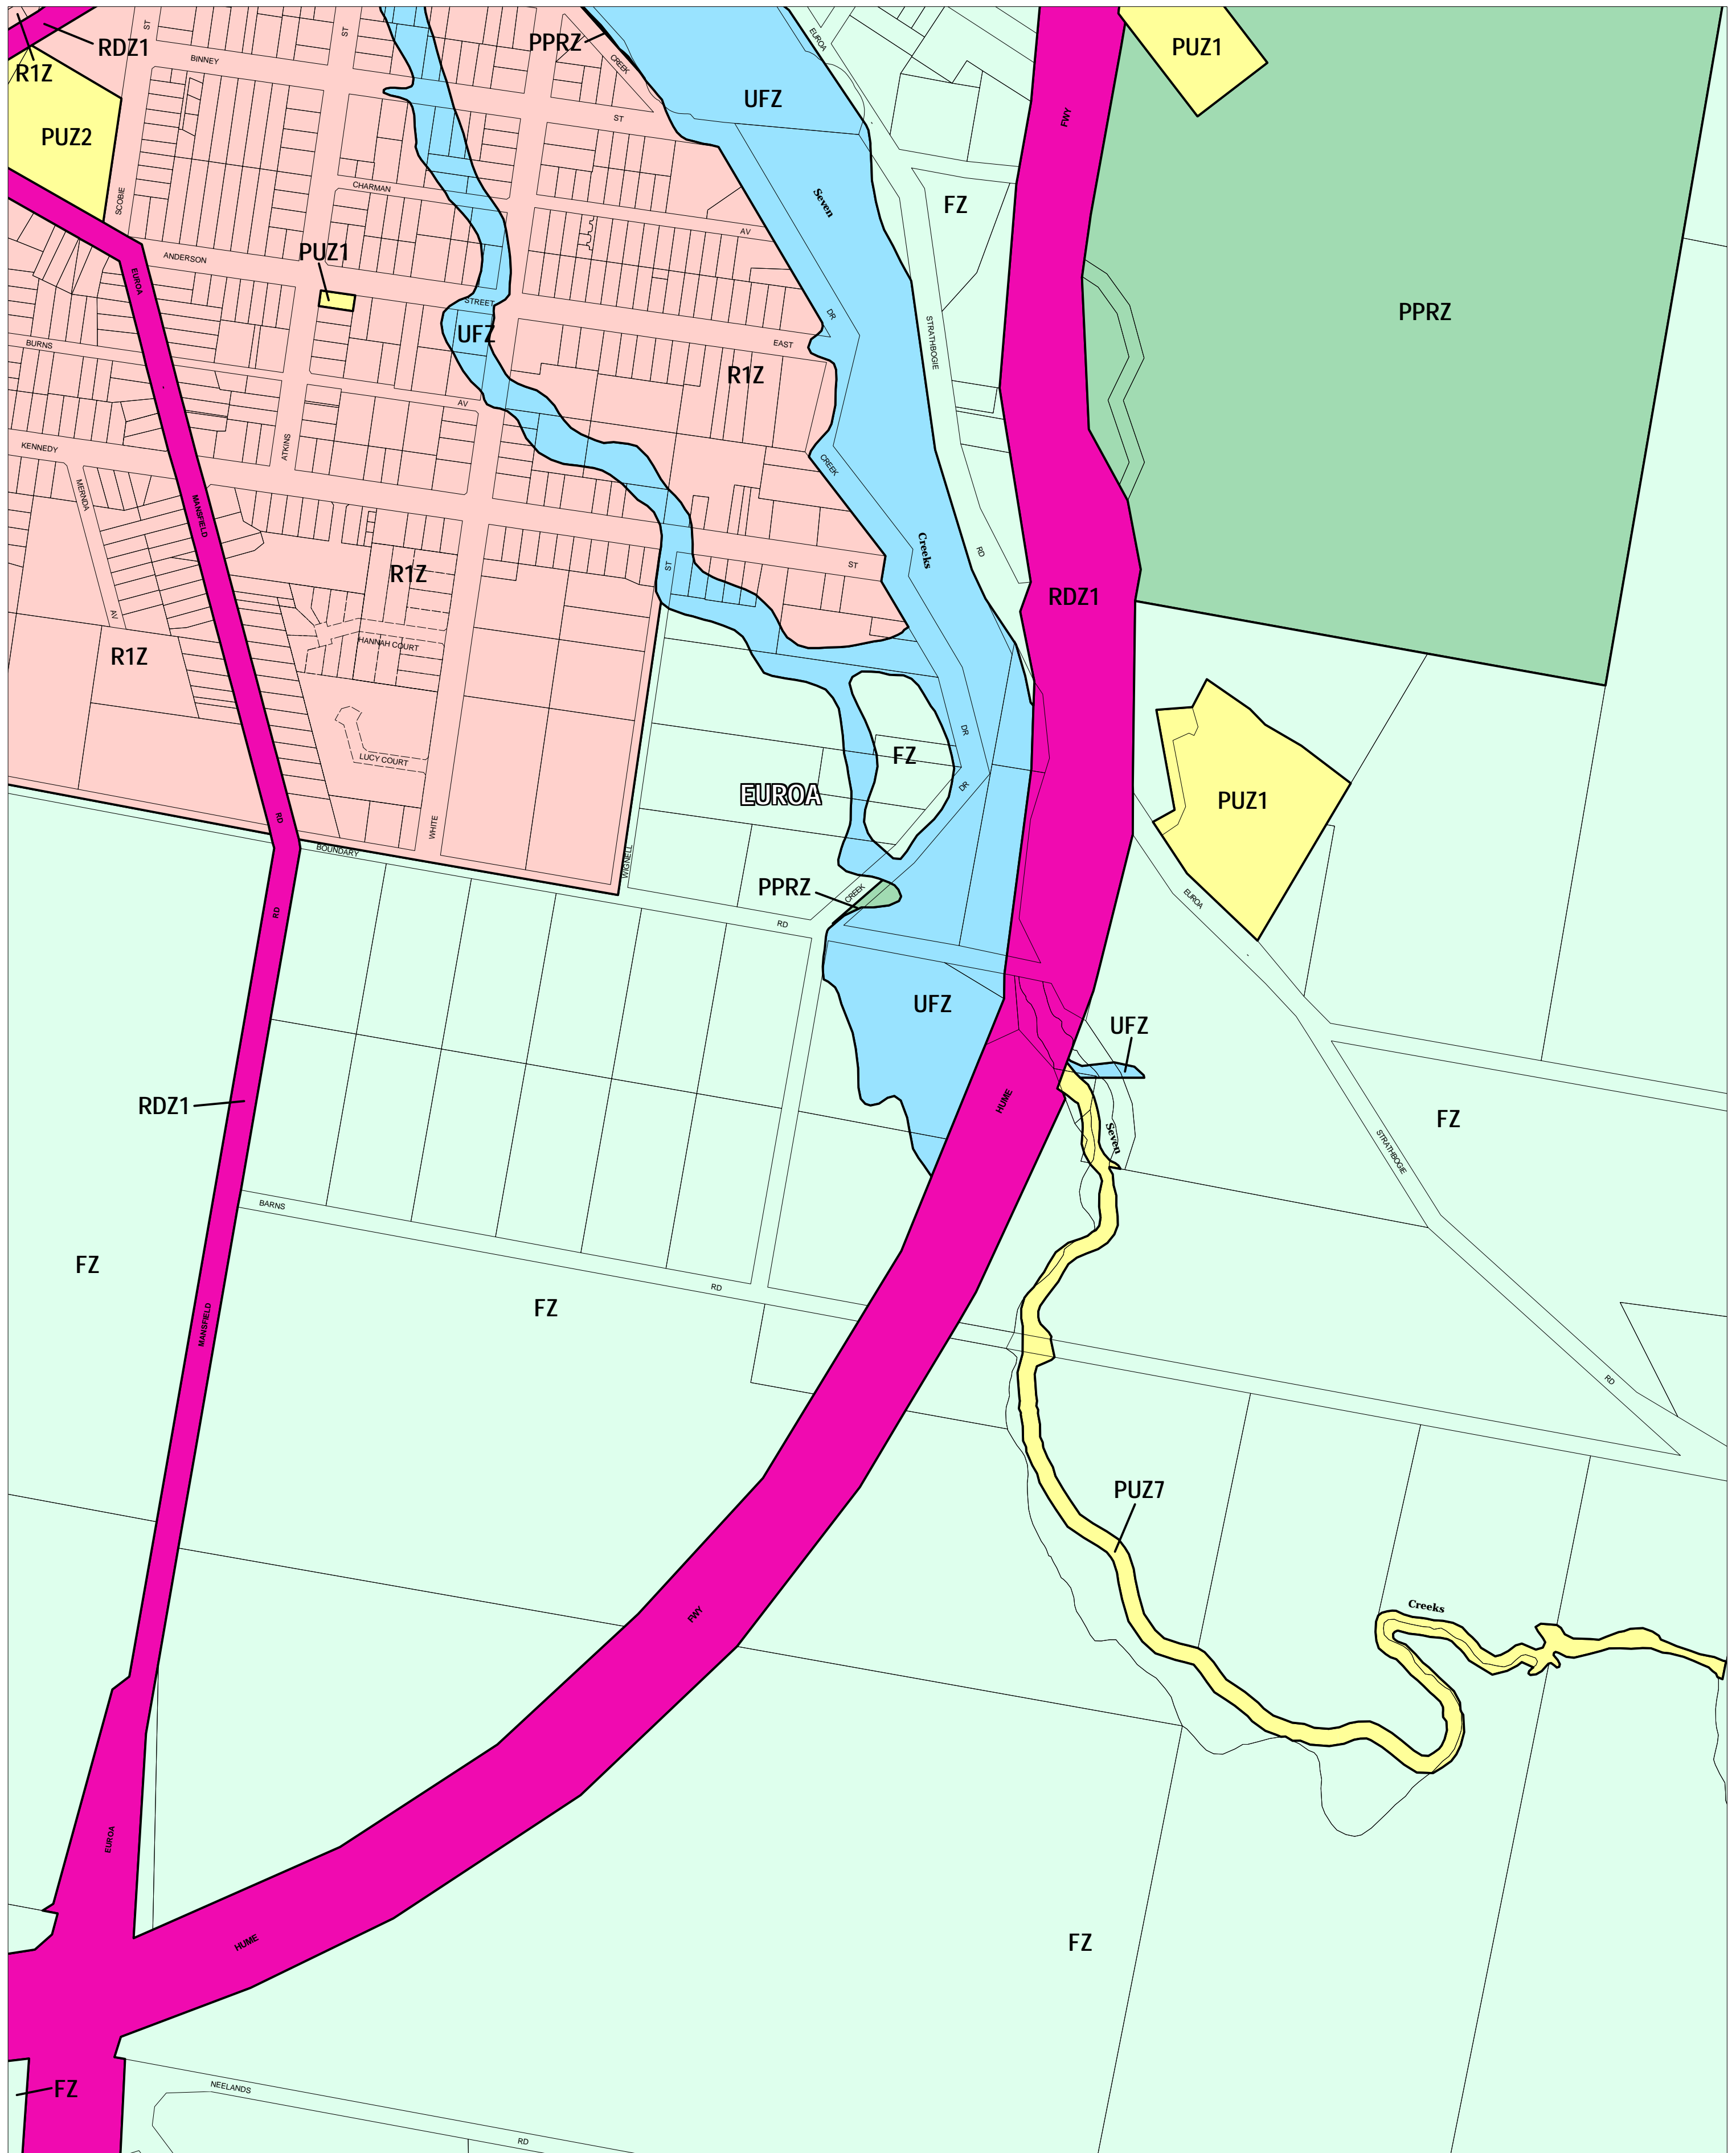 ST
ST
RDZ1
R1Z
BINNEY
PPRZ
CREEK
EUROA
FWY
PUZ1
UFZ
ST
PUZ2
SCOBIE
CHARMAN
Seven
FZ
AV
PUZ1
ANDERSON
EUROA
STREET
UFZ
DR
EAST
STRATHBOGIE
PPRZ
BURNS
R1Z
AV
KENNEDY
ATKINS
MERNDA
MANSFIELD
CREEK
Creeks
RD
ST
ST
R1Z
RDZ1
AV
HANNAH COURT
R1Z
DR
LUCY COURT
FZ
DR
EUROA
PUZ1
RD
WHITE
BOUNDARY
WIGNELL
PPRZ
CREEK
EUROA
RD
RD
UFZ
UFZ
RDZ1
HUME
Seven
FZ
STRATHBOGIE
BARNS
FZ
RD
FZ
MANSFIELD
RD
PUZ7
FWY
Creeks
EUROA
HUME
FZ
FZ
NEELANDS
RD